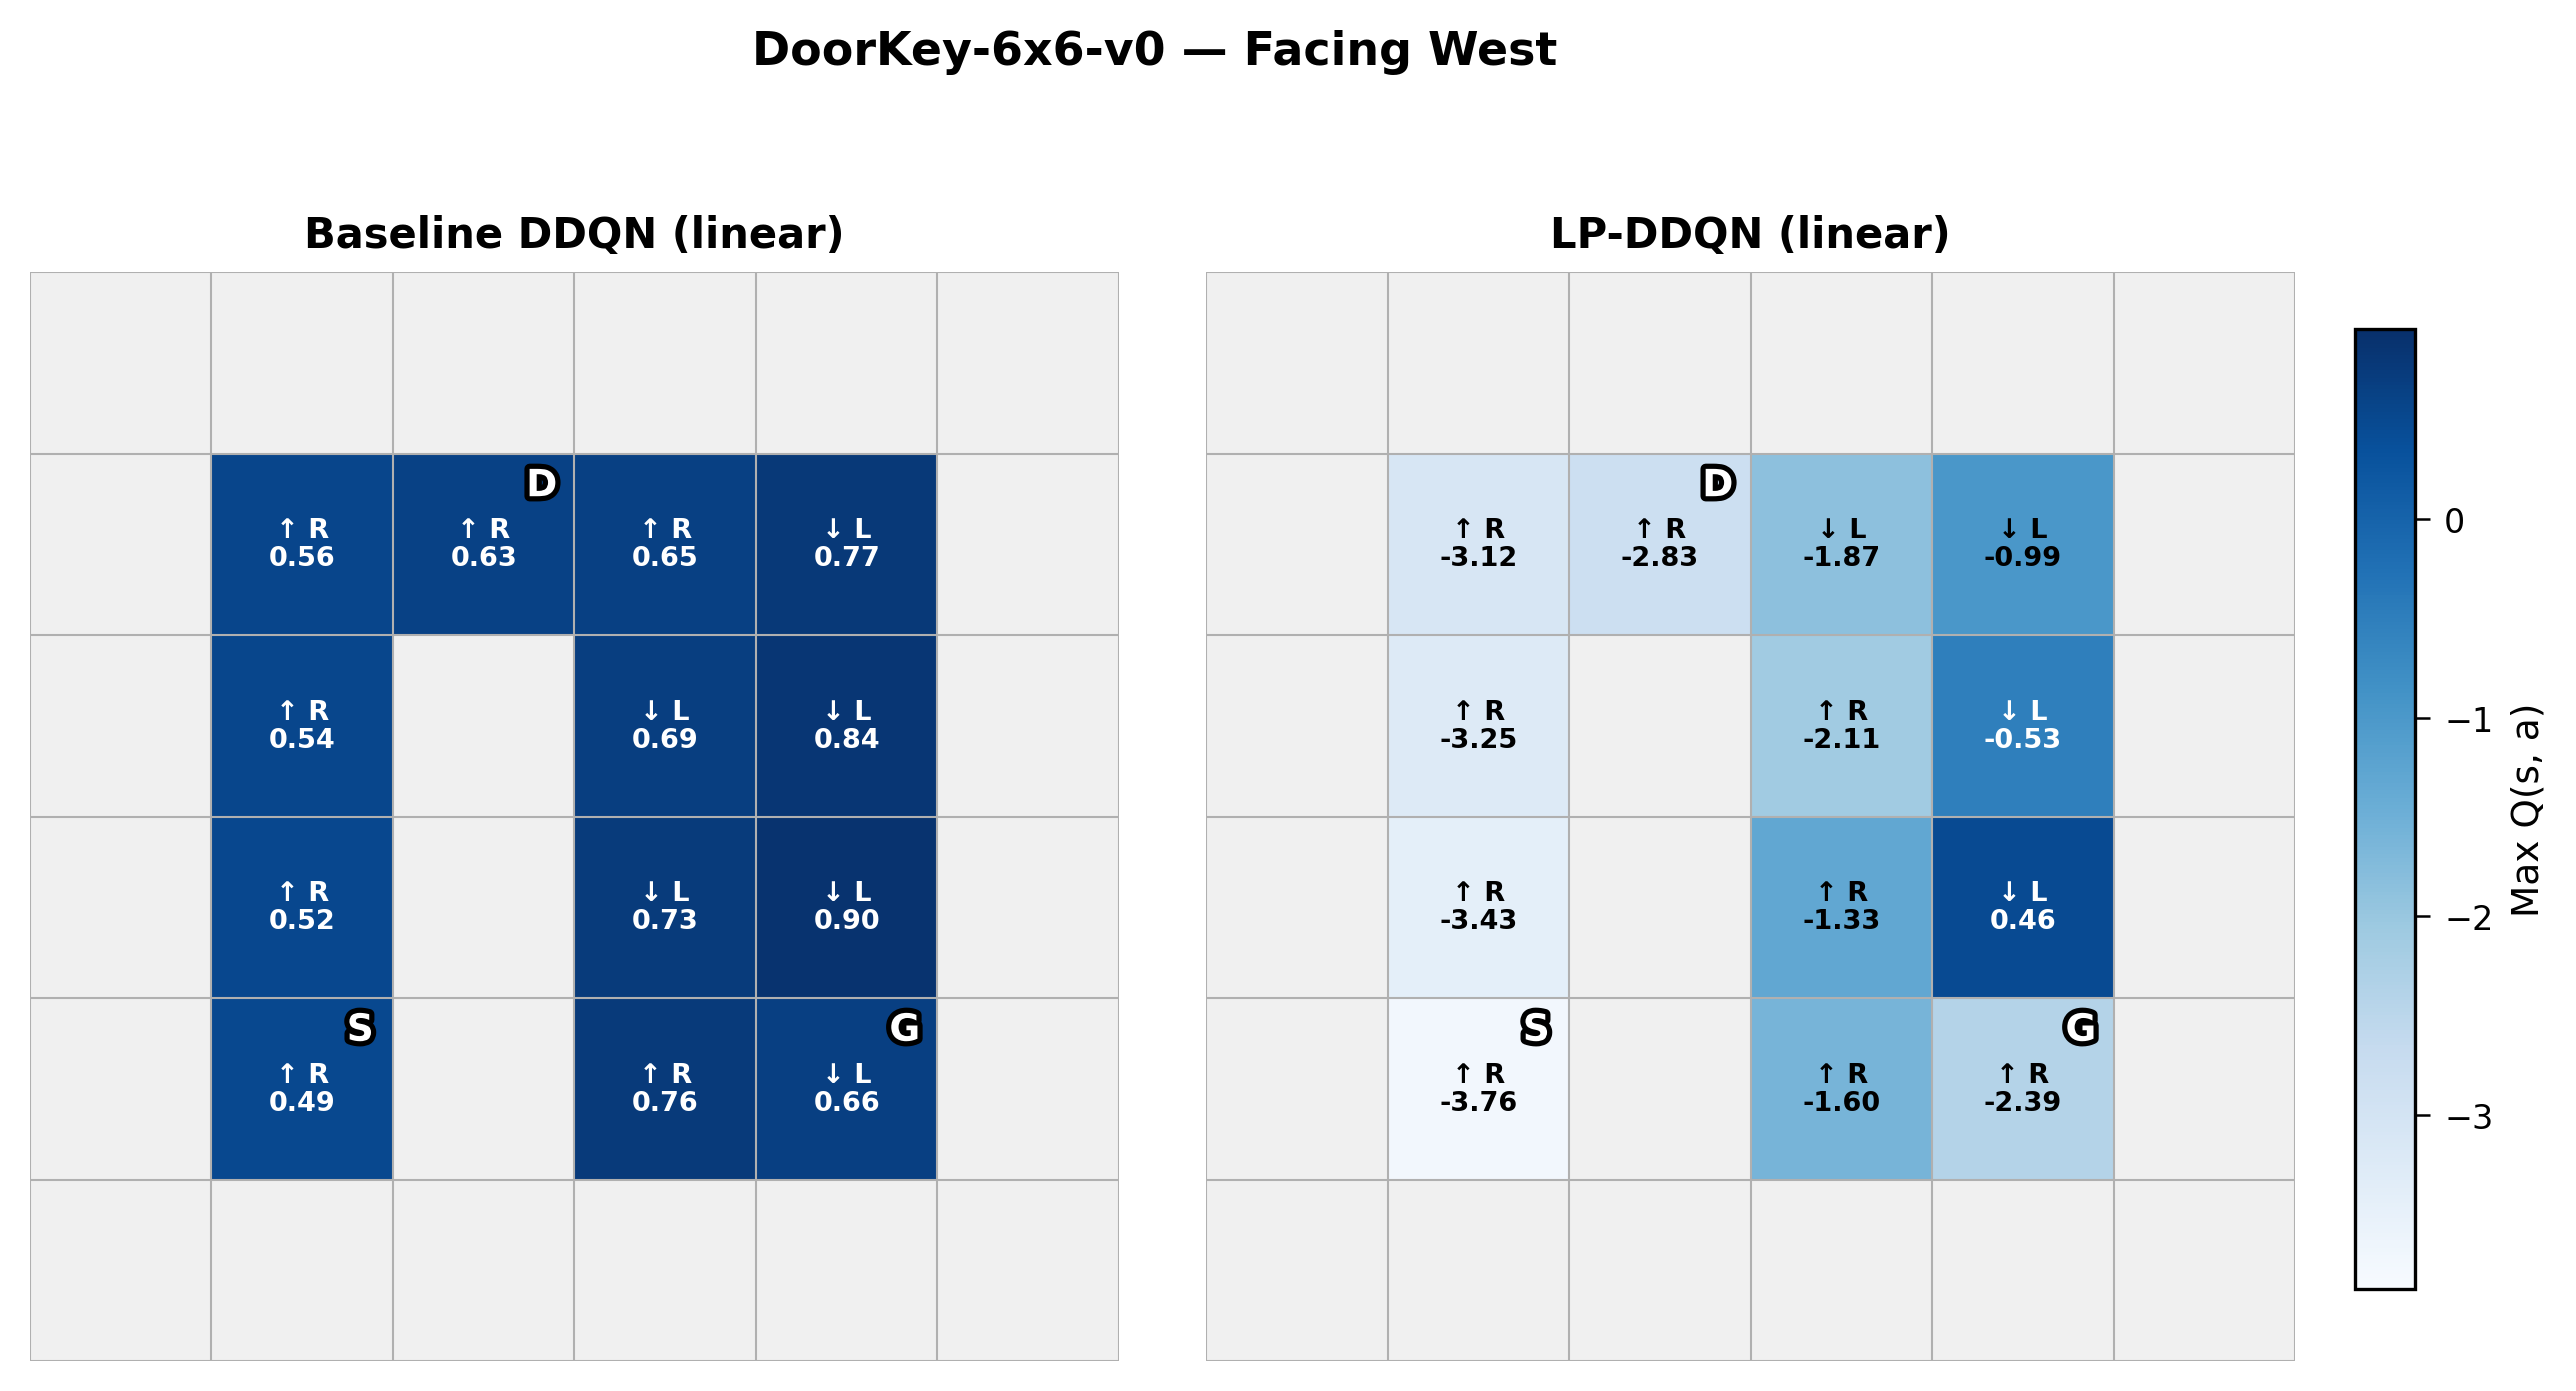 DoorKey-6x6-v0 — Facing West
Baseline DDQN (linear)
D
↑ R
0.56
↑ R
0.63
↑ R
0.65
↓ L
0.77
↑ R
0.54
↓ L
0.69
↓ L
0.84
↑ R
0.52
↓ L
0.73
↓ L
0.90
S
G
↑ R
0.49
↑ R
0.76
↓ L
0.66
LP-DDQN (linear)
D
↑ R
-3.12
↑ R
-2.83
↓ L
-1.87
↓ L
-0.99
↑ R
-3.25
↑ R
-2.11
↓ L
-0.53
↑ R
-3.43
↑ R
-1.33
↓ L
0.46
S
G
↑ R
-3.76
↑ R
-1.60
↑ R
-2.39
0
−1
−2
−3
Max Q(s, a)